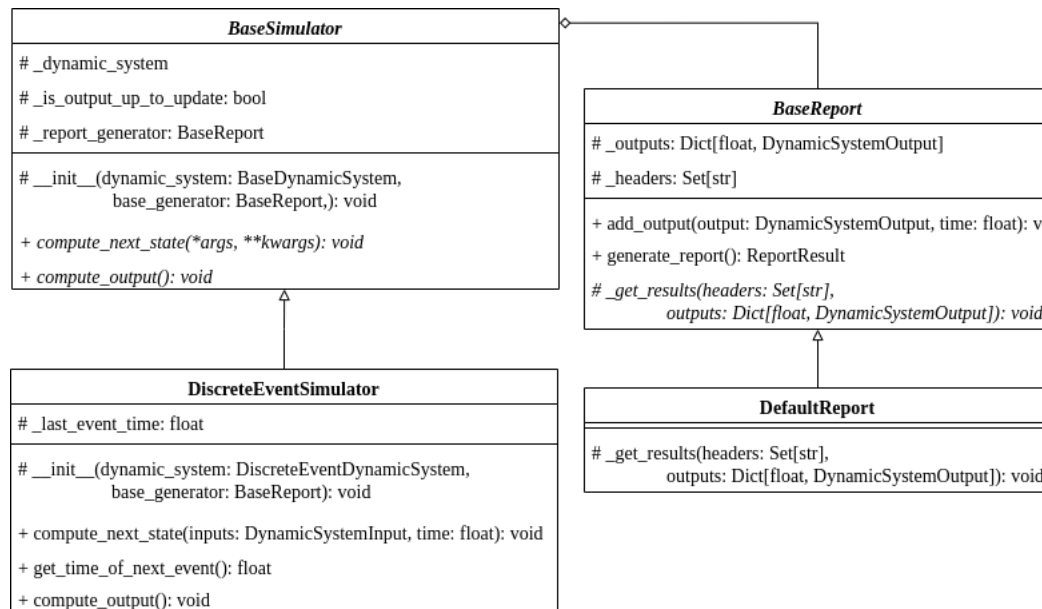 BaseSimulator
# _dynamic_system
# _is_output_up_to_update: bool
# _report_generator: BaseReport
# __init__(dynamic_system: BaseDynamicSystem,
base_generator: BaseReport,): void
+ compute_next_state(*args, **kwargs): void
+ compute_output(): void
BaseReport
# _outputs: Dict[float, DynamicSystemOutput]
# _headers: Set[str]
+ add_output(output: DynamicSystemOutput, time: float): v
+ generate_report(): ReportResult
# _get_results(headers: Set[str],
outputs: Dict[float, DynamicSystemOutput]): void
DiscreteEventSimulator
# _last_event_time: float
# __init__(dynamic_system: DiscreteEventDynamicSystem,
base_generator: BaseReport): void
+ compute_next_state(inputs: DynamicSystemInput, time: float): void
+ get_time_of_next_event(): float
+ compute_output(): void
DefaultReport
# _get_results(headers: Set[str],
outputs: Dict[float, DynamicSystemOutput]): void